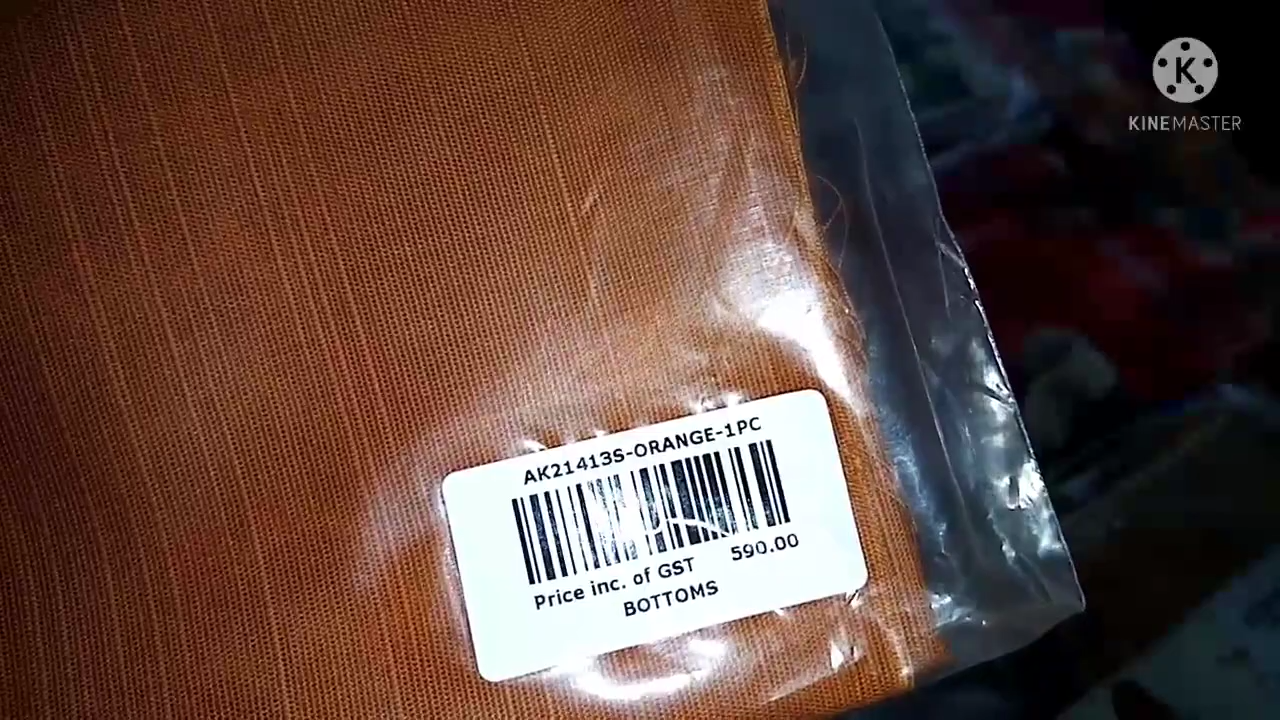 K
KINEMASTER
AK21413S-ORANGE-1PC
Price inc. of GST 590.00
BOTTOMS